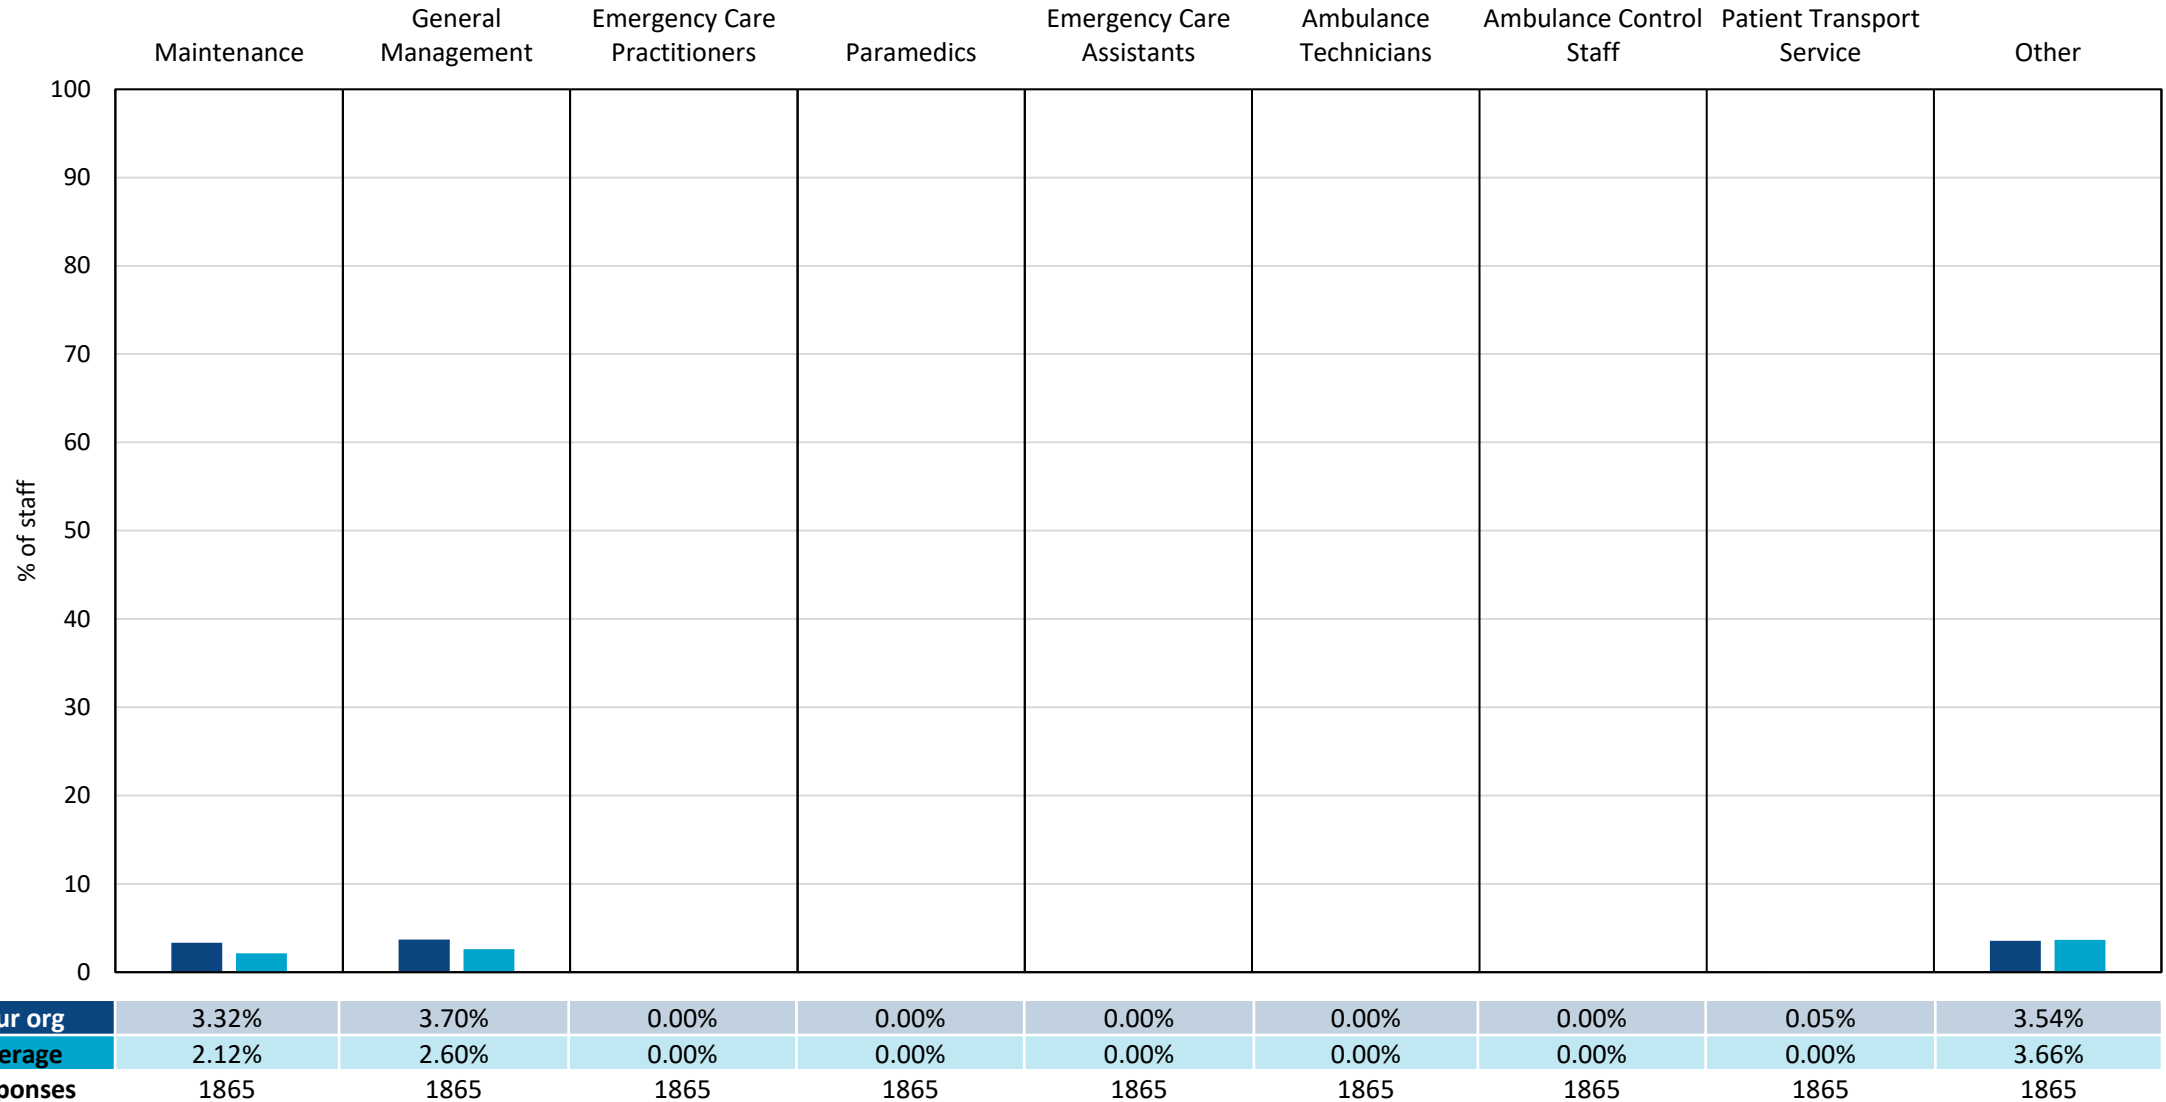 Maintenance
General
Management
Emergency Care
Practitioners
Paramedics
Emergency Care
Assistants
Ambulance
Technicians
Ambulance Control
Staff
Patient Transport
Service
Other
% of staff
100
90
80
70
60
50
40
30
20
10
0
ur org 3.32% 3.70% 0.00% 0.00% 0.00% 0.00% 0.00% 0.05% 3.54%
erage 2.12% 2.60% 0.00% 0.00% 0.00% 0.00% 0.00% 0.00% 3.66%
ponses 1865 1865 1865 1865 1865 1865 1865 1865 1865